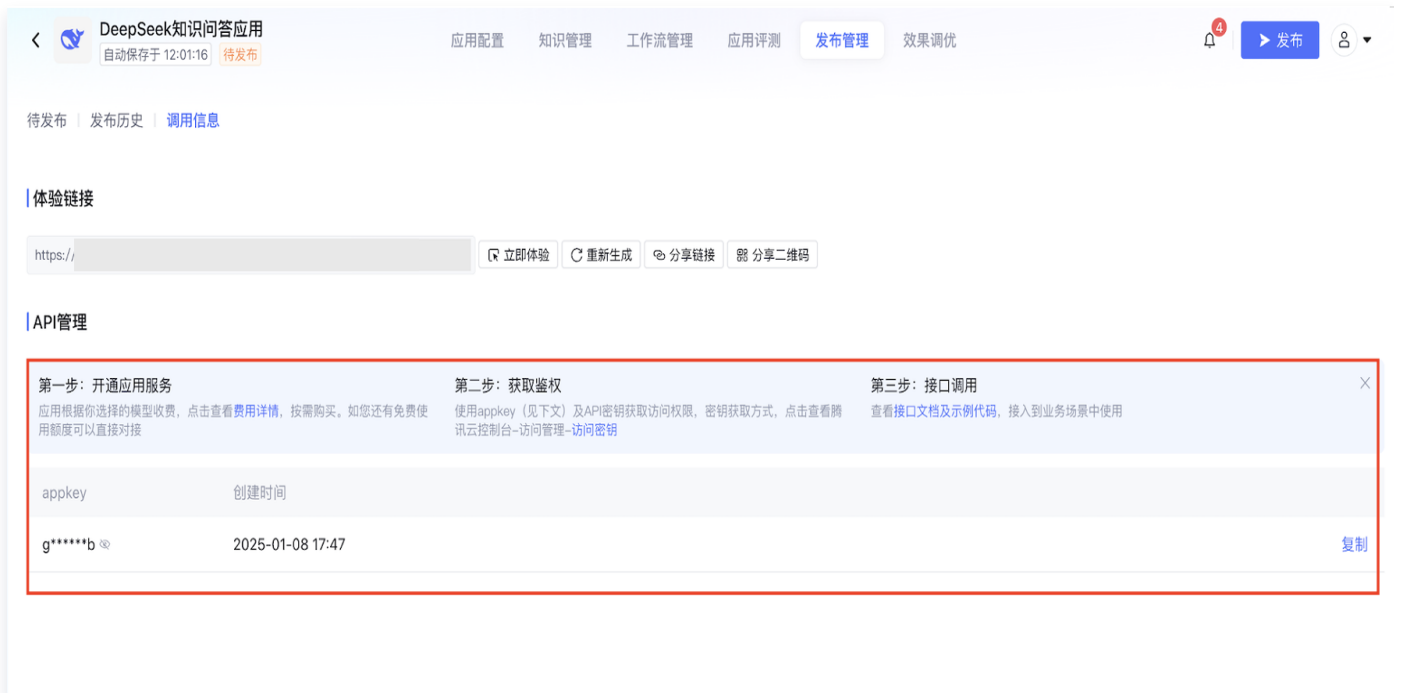 DeepSeek知识问答应用
自动保存于 12:01:16 待发布
应用配置 知识管理 工作流管理 应用评测 发布管理 效果调优
4
发布
待发布 发布历史 调用信息
体验链接
https:// 立即体验 重新生成 分享链接 分享二维码
API管理
第一步：开通应用服务
应用根据你选择的模型收费，点击查看费用详情，按需购买。如您还有免费使
用额度可以直接对接
第二步：获取鉴权
使用appkey（见下文）及API密钥获取访问权限，密钥获取方式，点击查看腾
讯云控制台-访问管理-访问密钥
第三步：接口调用
查看接口文档及示例代码，接入到业务场景中使用
appkey 创建时间
g******b 2025-01-08 17:47 复制